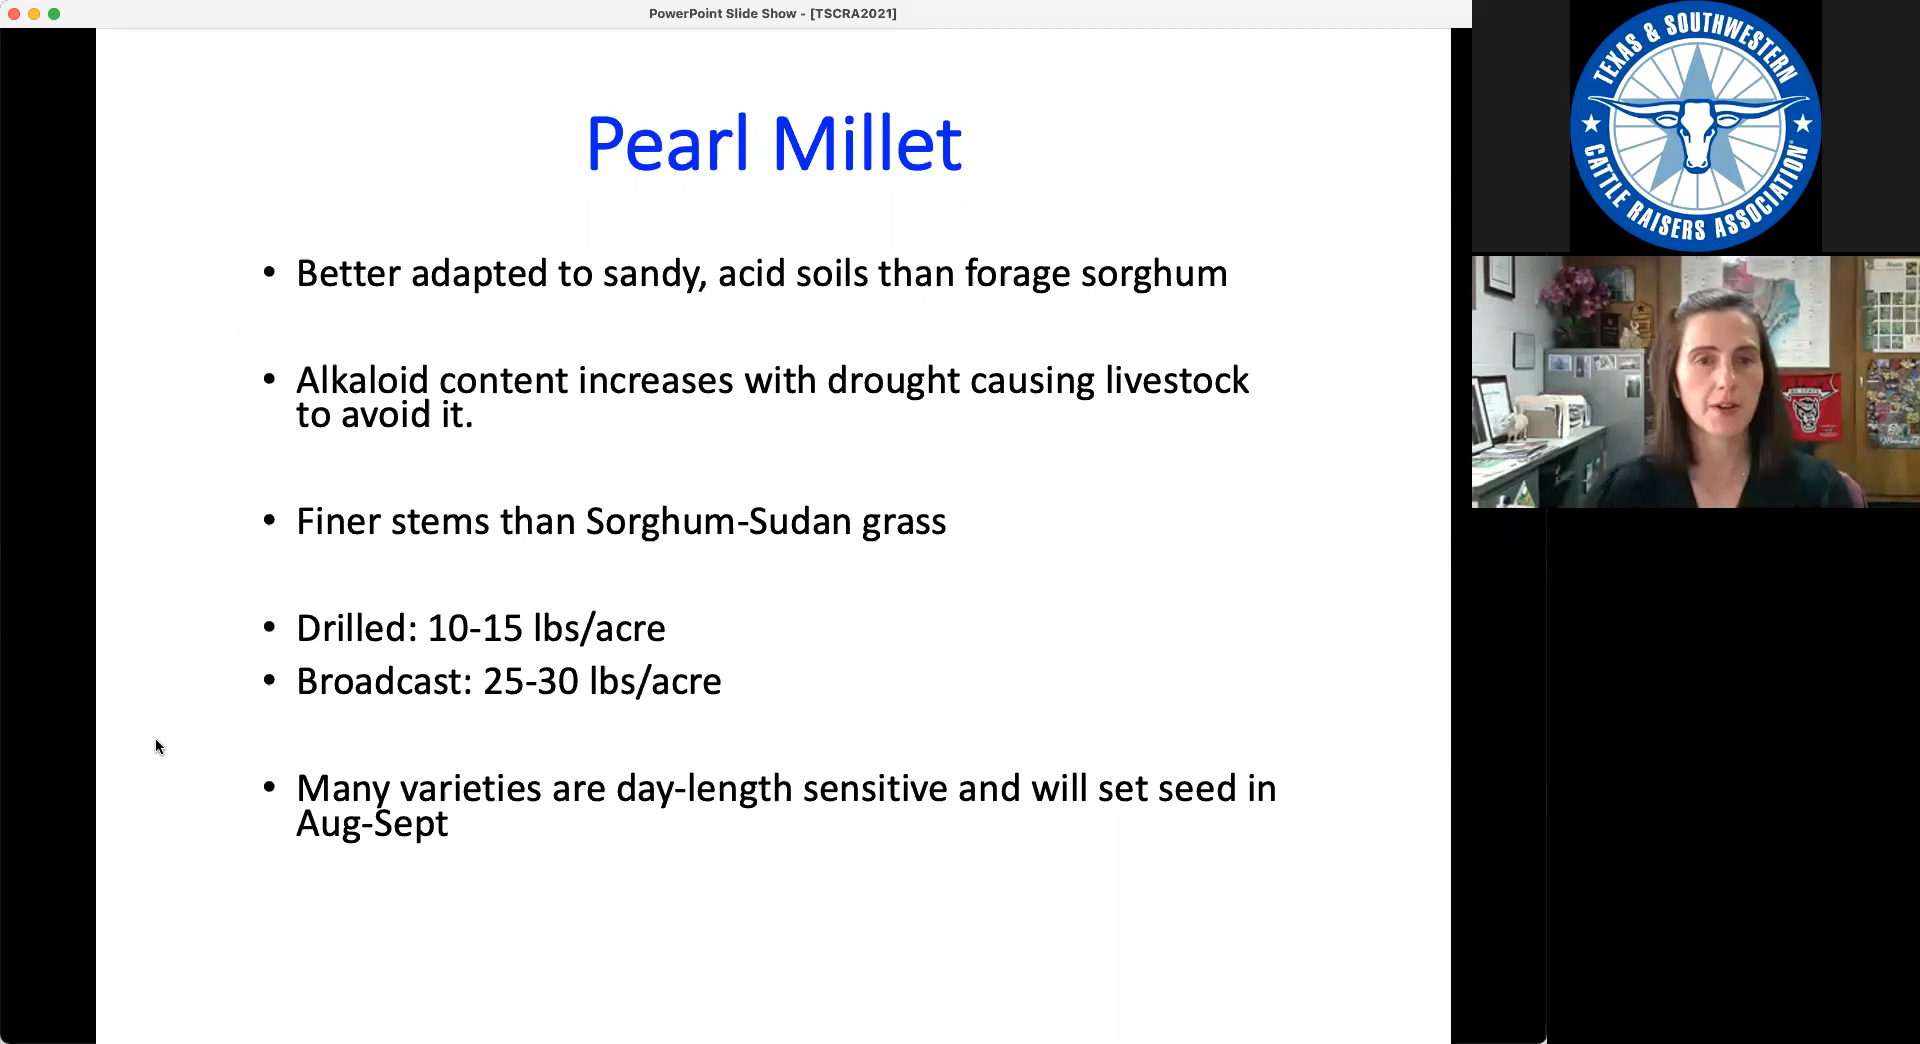 PowerPoint Slide Show - [TSCRA2021]
Pearl Millet
• Better adapted to sandy, acid soils than forage sorghum
• Alkaloid content increases with drought causing livestock
to avoid it.
• Finer stems than Sorghum-Sudan grass
• Drilled: 10-15 lbs/acre
• Broadcast: 25-30 lbs/acre
• Many varieties are day-length sensitive and will set seed in
Aug-Sept
TEXAS & SOUTHWESTERN
CATTLE RAISERS ASSOCIATION